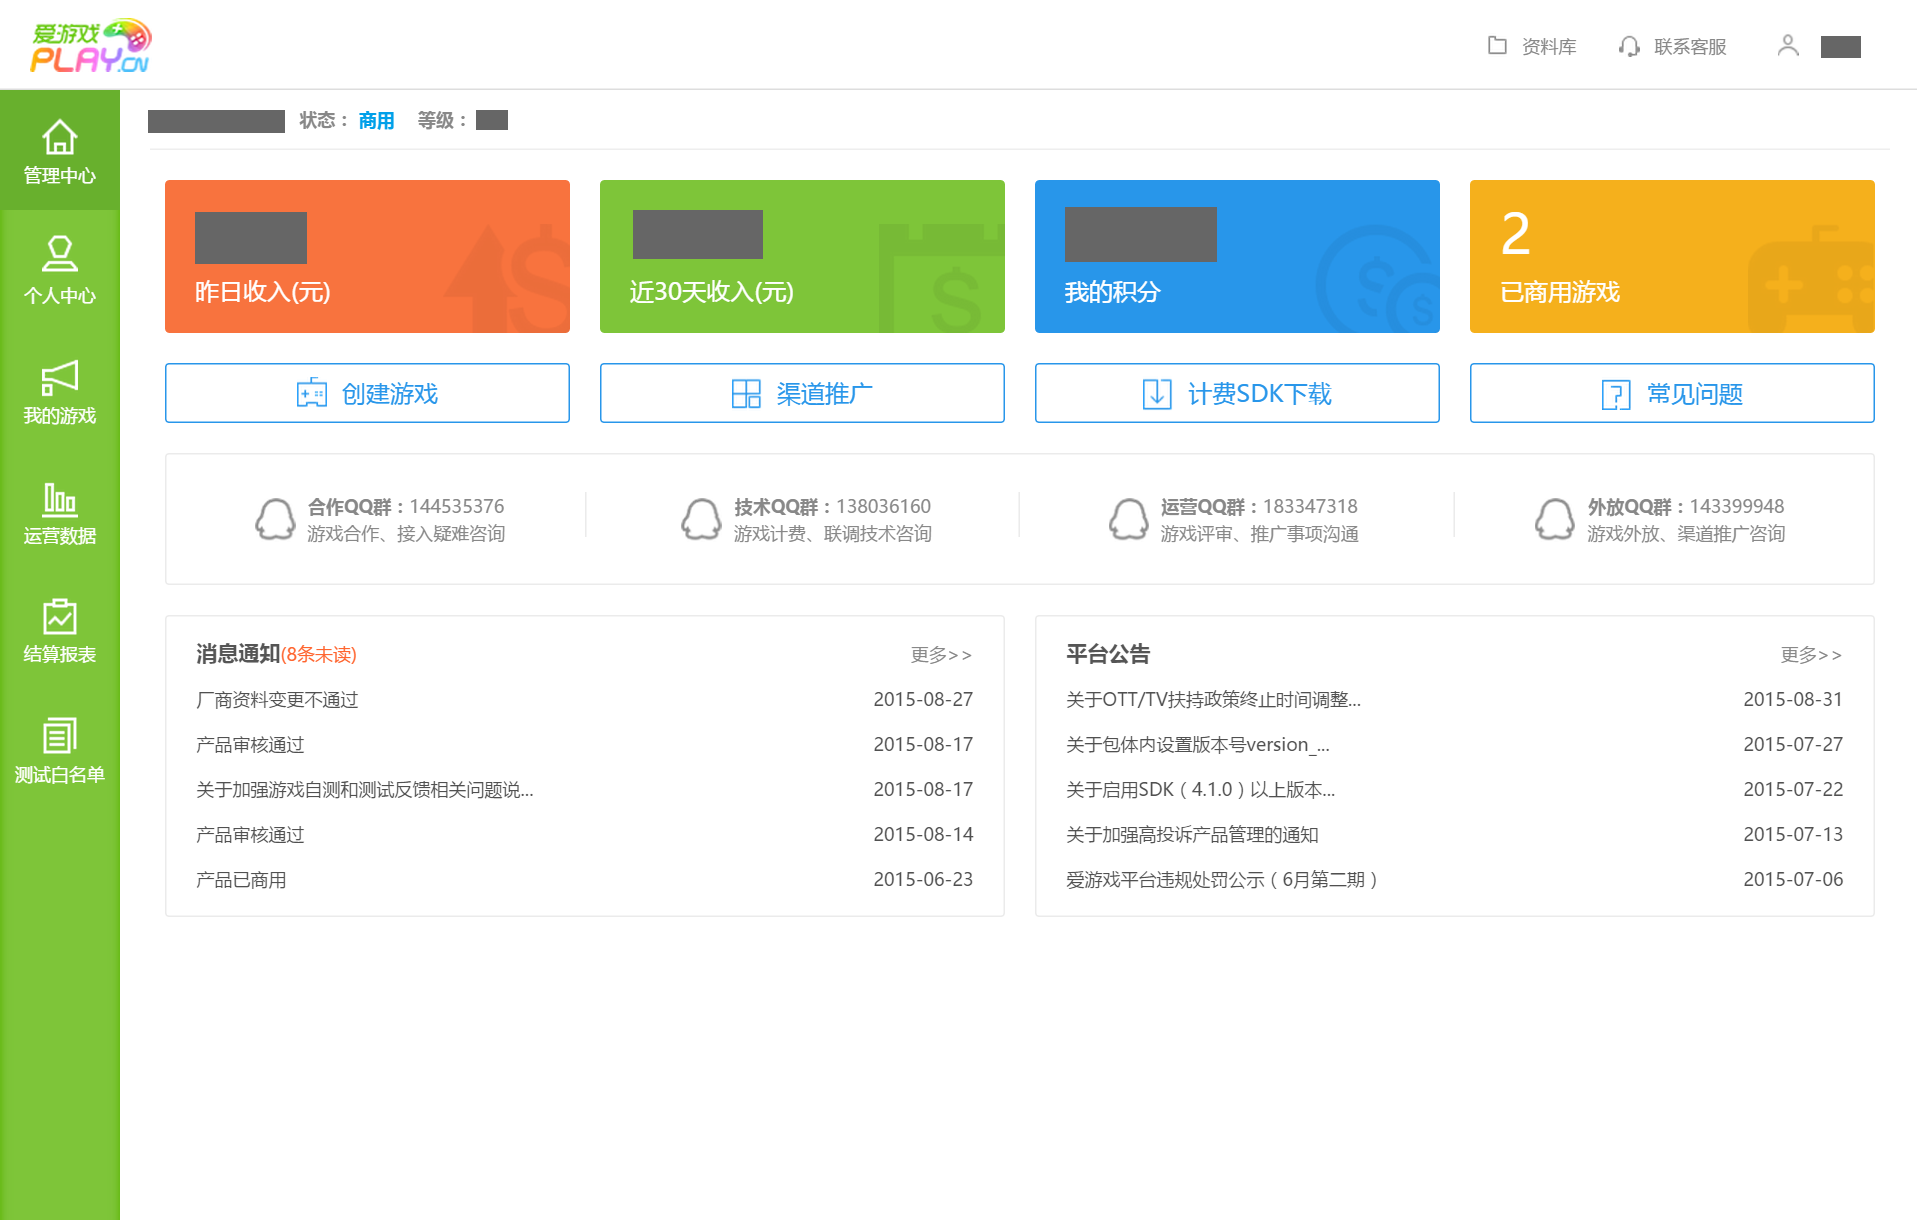 爱游戏
PLAY.CN
资料库
联系客服
状态： 商用 等级：
管理中心
个人中心
我的游戏
运营数据
结算报表
测试白名单
昨日收入(元)
近30天收入(元)
我的积分
2
已商用游戏
创建游戏
渠道推广
计费SDK下载
常见问题
合作QQ群：144535376
游戏合作、接入疑难咨询
技术QQ群：138036160
游戏计费、联调技术咨询
运营QQ群：183347318
游戏评审、推广事项沟通
外放QQ群：143399948
游戏外放、渠道推广咨询
消息通知(8条未读) 更多>>
厂商资料变更不通过 2015-08-27
产品审核通过 2015-08-17
关于加强游戏自测和测试反馈相关问题说... 2015-08-17
产品审核通过 2015-08-14
产品已商用 2015-06-23
平台公告 更多>>
关于OTT/TV扶持政策终止时间调整... 2015-08-31
关于包体内设置版本号version_... 2015-07-27
关于启用SDK（4.1.0）以上版本... 2015-07-22
关于加强高投诉产品管理的通知 2015-07-13
爱游戏平台违规处罚公示（6月第二期） 2015-07-06